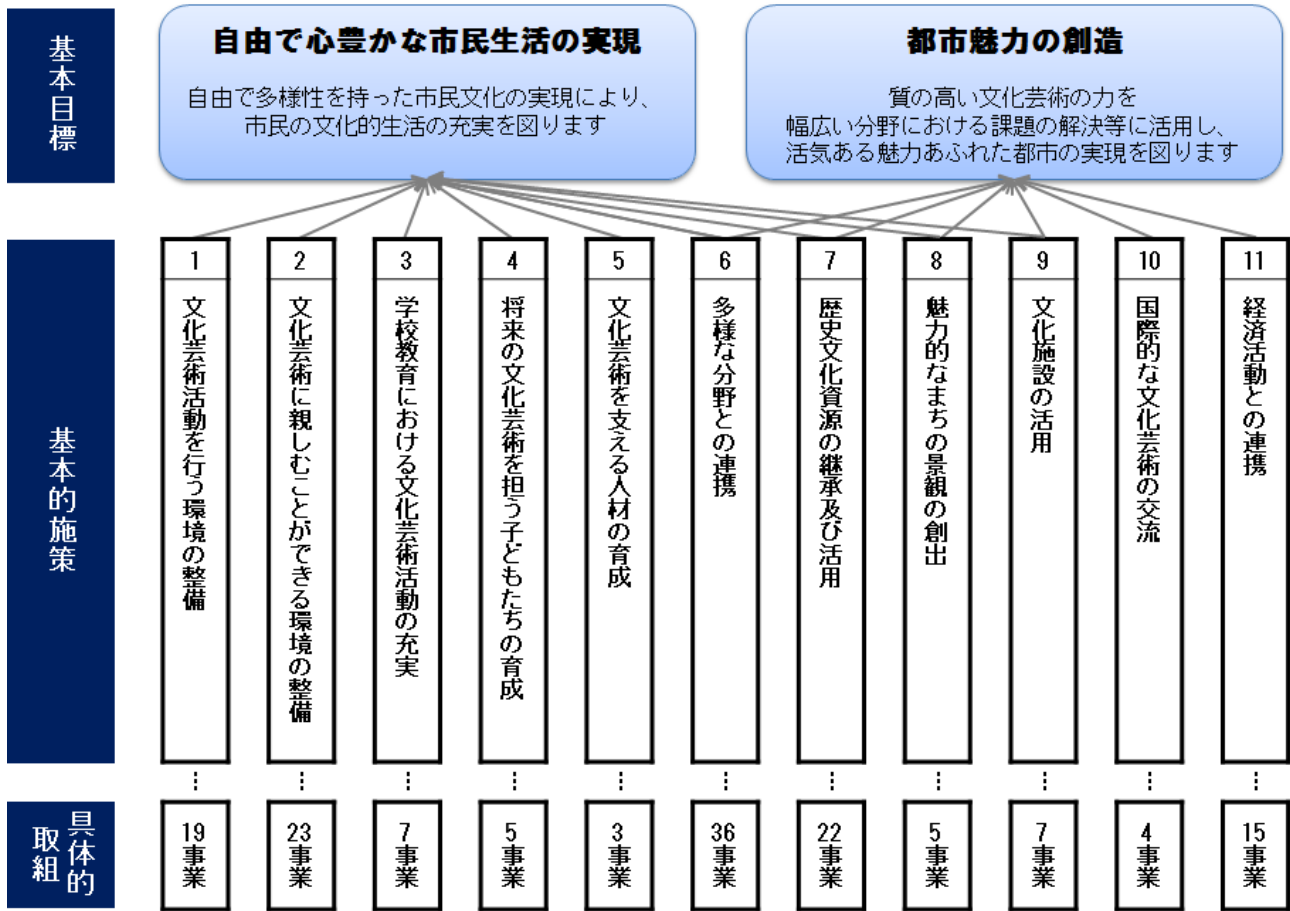 基本目標
自由で心豊かな市民生活の実現
自由で多様性を持った市民文化の実現により、
市民の文化的生活の充実を図ります
都市魅力の創造
質の高い文化芸術の力を
幅広い分野における課題の解決等に活用し、
活気ある魅力あふれた都市の実現を図ります
基本的施策
1
文化芸術活動を行う環境の整備
2
文化芸術に親しむことができる環境の整備
3
学校教育における文化芸術活動の充実
4
将来の文化芸術を担う子どもたちの育成
5
文化芸術を支える人材の育成
6
多様な分野との連携
7
歴史文化資源の継承及び活用
8
魅力的なまちの景観の創出
9
文化施設の活用
10
国際的な文化芸術の交流
11
経済活動との連携
具体的
取組
19事業
23事業
7事業
5事業
3事業
36事業
22事業
5事業
7事業
4事業
15事業